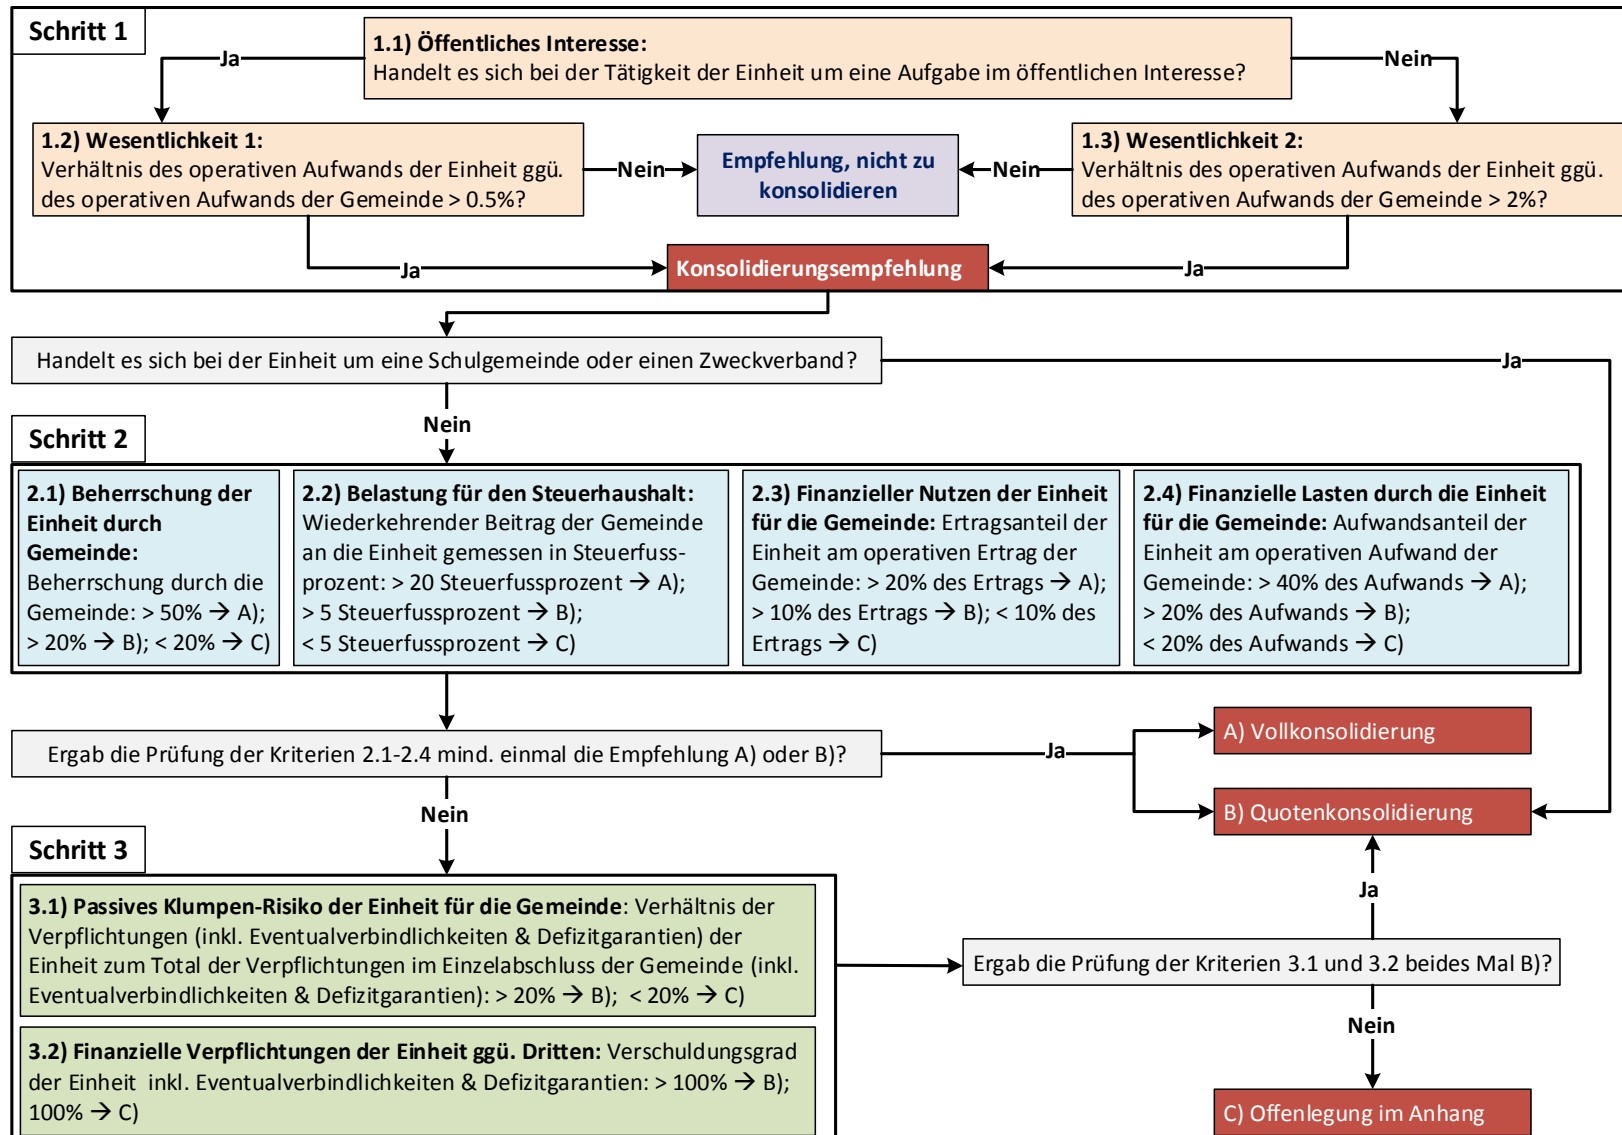 Schritt 1
1.1) Öffentliches Interesse:
Handelt es sich bei der Tätigkeit der Einheit um eine Aufgabe im öffentlichen Interesse?
Ja
Nein
1.2) Wesentlichkeit 1:
Verhältnis des operativen Aufwands der Einheit ggü.
des operativen Aufwands der Gemeinde > 0.5%?
Nein
Empfehlung, nicht zu
konsolidieren
Nein
1.3) Wesentlichkeit 2:
Verhältnis des operativen Aufwands der Einheit ggü.
des operativen Aufwands der Gemeinde > 2%?
Ja
Konsolidierungsempfehlung
Ja
Handelt es sich bei der Einheit um eine Schulgemeinde oder einen Zweckverband?
Ja
Nein
Schritt 2
2.1) Beherrschung der
Einheit durch
Gemeinde:
Beherrschung durch die
Gemeinde: > 50% → A);
> 20% → B); < 20% → C)
2.2) Belastung für den Steuerhaushalt:
Wiederkehrender Beitrag der Gemeinde
an die Einheit gemessen in Steuerfuss-
prozent: > 20 Steuerfussprozent → A);
> 5 Steuerfussprozent → B);
< 5 Steuerfussprozent → C)
2.3) Finanzieller Nutzen der Einheit
für die Gemeinde: Ertragsanteil der
Einheit am operativen Ertrag der
Gemeinde: > 20% des Ertrags → A);
> 10% des Ertrags → B); < 10% des
Ertrags → C)
2.4) Finanzielle Lasten durch die Einheit
für die Gemeinde: Aufwandsanteil der
Einheit am operativen Aufwand der
Gemeinde: > 40% des Aufwands → A);
> 20% des Aufwands → B);
< 20% des Aufwands → C)
Ergab die Prüfung der Kriterien 2.1-2.4 mind. einmal die Empfehlung A) oder B)?
Ja
A) Vollkonsolidierung
B) Quotenkonsolidierung
Nein
Schritt 3
3.1) Passives Klumpen-Risiko der Einheit für die Gemeinde: Verhältnis der
Verpflichtungen (inkl. Eventualverbindlichkeiten & Defizitgarantien) der
Einheit zum Total der Verpflichtungen im Einzelabschluss der Gemeinde (inkl.
Eventualverbindlichkeiten & Defizitgarantien): > 20% → B); < 20% → C)
3.2) Finanzielle Verpflichtungen der Einheit ggü. Dritten: Verschuldungsgrad
der Einheit inkl. Eventualverbindlichkeiten & Defizitgarantien: > 100% → B);
100% → C)
Ja
Ergab die Prüfung der Kriterien 3.1 und 3.2 beides Mal B)?
Nein
C) Offenlegung im Anhang